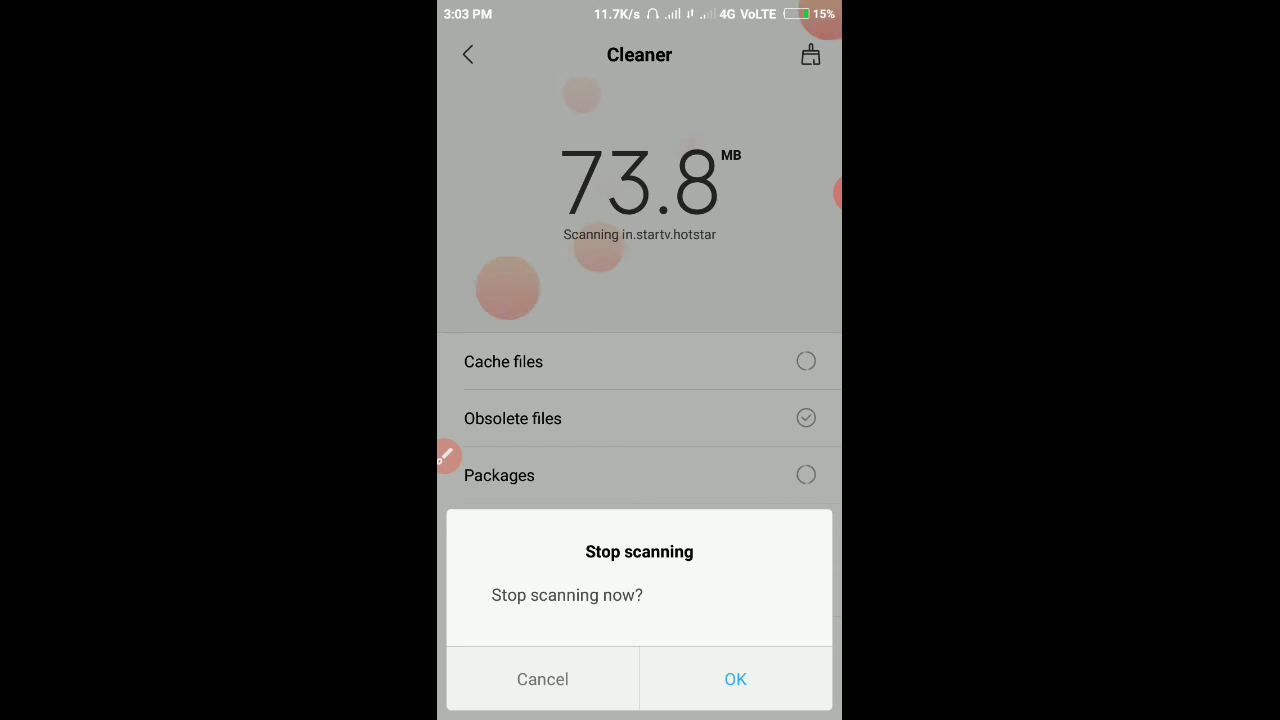 3:03 PM 11.7K/s 4G VoLTE 15%
Cleaner
73.8 MB
Scanning in.startv.hotstar
Cache files
Obsolete files
Packages
Stop scanning
Stop scanning now?
Cancel OK